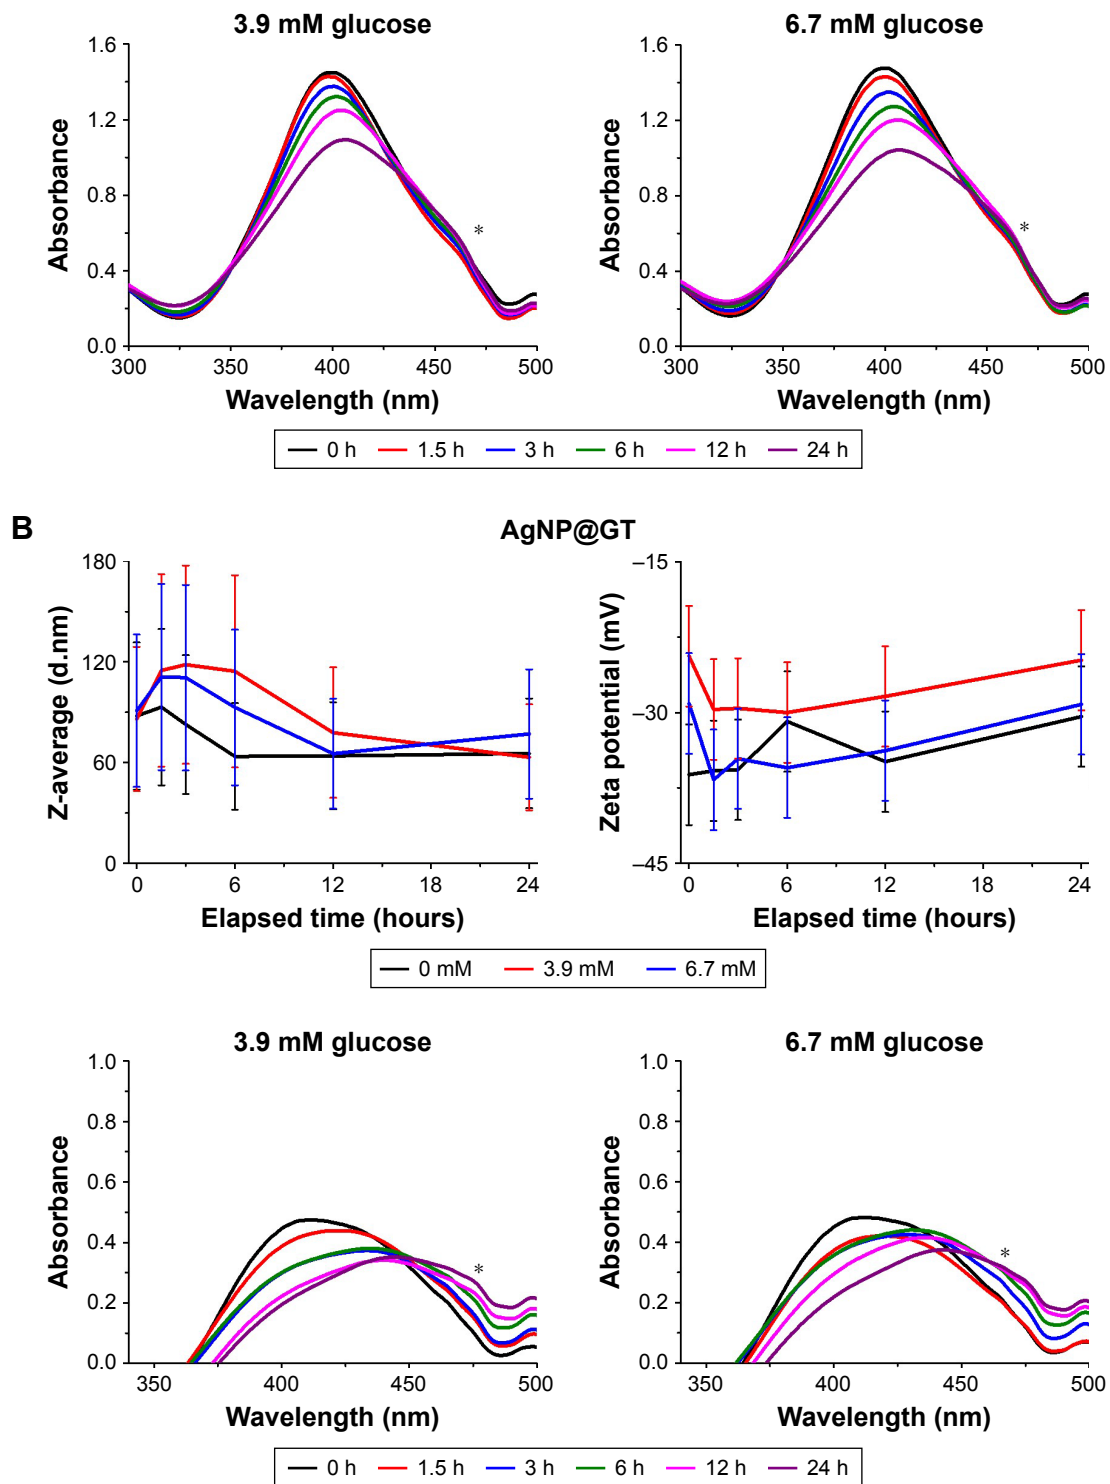 3.9 mM glucose
6.7 mM glucose
1.6
1.2
0.8
0.4
0.0
Absorbance
*
300 350 400 450 500
Wavelength (nm)
1.6
1.2
0.8
0.4
0.0
Absorbance
*
300 350 400 450 500
Wavelength (nm)
0 h 1.5 h 3 h 6 h 12 h 24 h
B
AgNP@GT
180
120
60
0
Z-average (d.nm)
0 6 12 18 24
Elapsed time (hours)
–15
–30
–45
Zeta potential (mV)
0 6 12 18 24
Elapsed time (hours)
0 mM 3.9 mM 6.7 mM
3.9 mM glucose
6.7 mM glucose
1.0
0.8
0.6
0.4
0.2
0.0
Absorbance
*
350 400 450 500
Wavelength (nm)
1.0
0.8
0.6
0.4
0.2
0.0
Absorbance
*
350 400 450 500
Wavelength (nm)
0 h 1.5 h 3 h 6 h 12 h 24 h